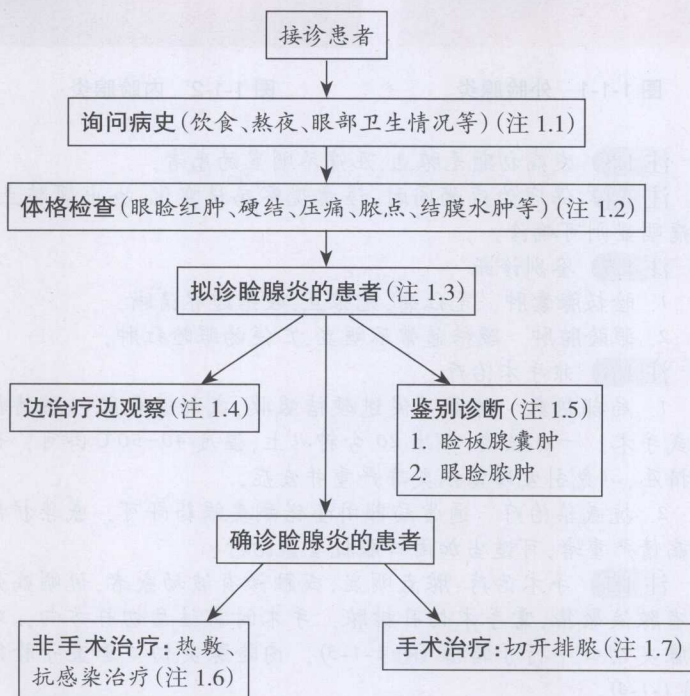 接诊患者
询问病史(饮食、熬夜、眼部卫生情况等)(注 1.1)
体格检查(眼睑红肿、硬结、压痛、脓点、结膜水肿等)(注 1.2)
拟诊睑腺炎的患者(注 1.3)
边治疗边观察(注 1.4)
鉴别诊断(注 1.5)
1. 睑板腺囊肿
2. 眼睑脓肿
确诊睑腺炎的患者
非手术治疗: 热敷、
抗感染治疗(注 1.6)
手术治疗: 切开排脓(注 1.7)